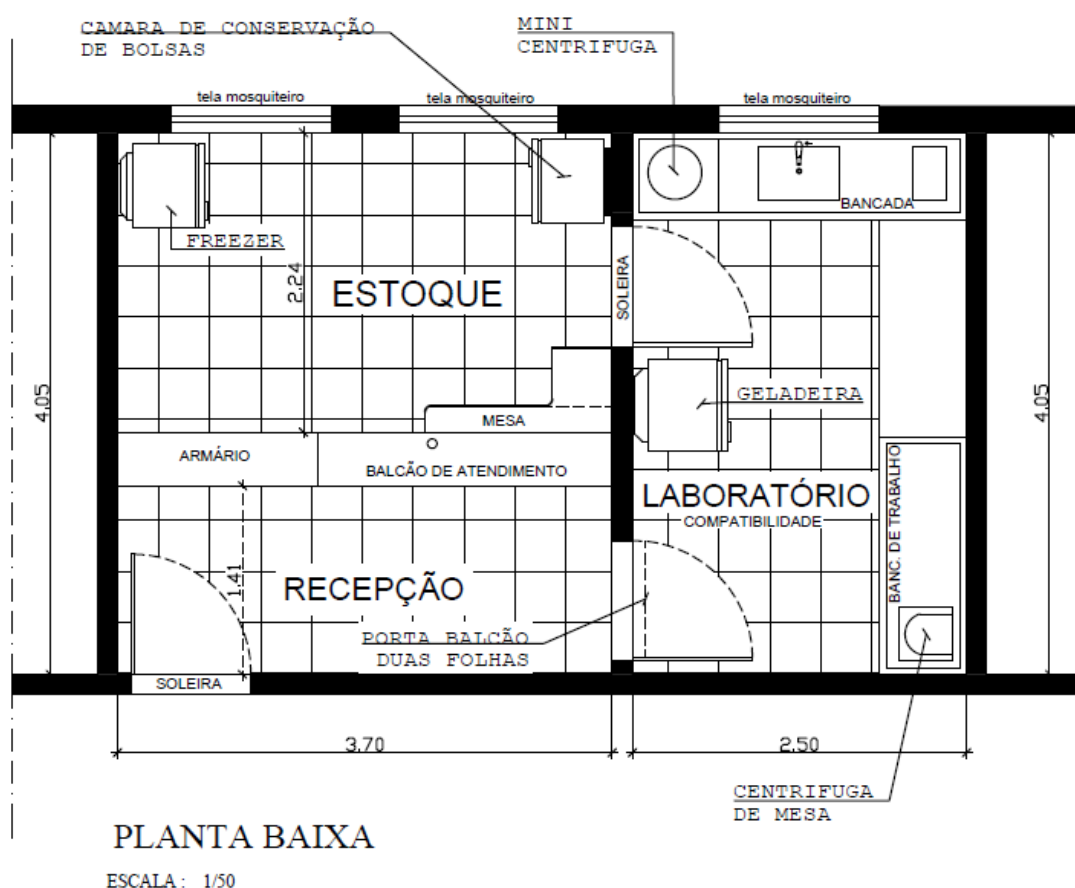 CAMARA DE CONSERVAÇÃO
DE BOLSAS
MINI
CENTRIFUGA
tela mosquiteiro
tela mosquiteiro
tela mosquiteiro
BANCADA
FREEZER
2.24
ESTOQUE
SOLEIRA
4.05
4.05
GELADEIRA
MESA
ARMÁRIO
BALCÃO DE ATENDIMENTO
LABORATÓRIO
COMPATIBILIDADE
BANC. DE TRABALHO
1.41
RECEPÇÃO
PORTA BALCÃO
DUAS FOLHAS
SOLEIRA
3.70
2.50
CENTRIFUGA
DE MESA
PLANTA BAIXA
ESCALA : 1/50